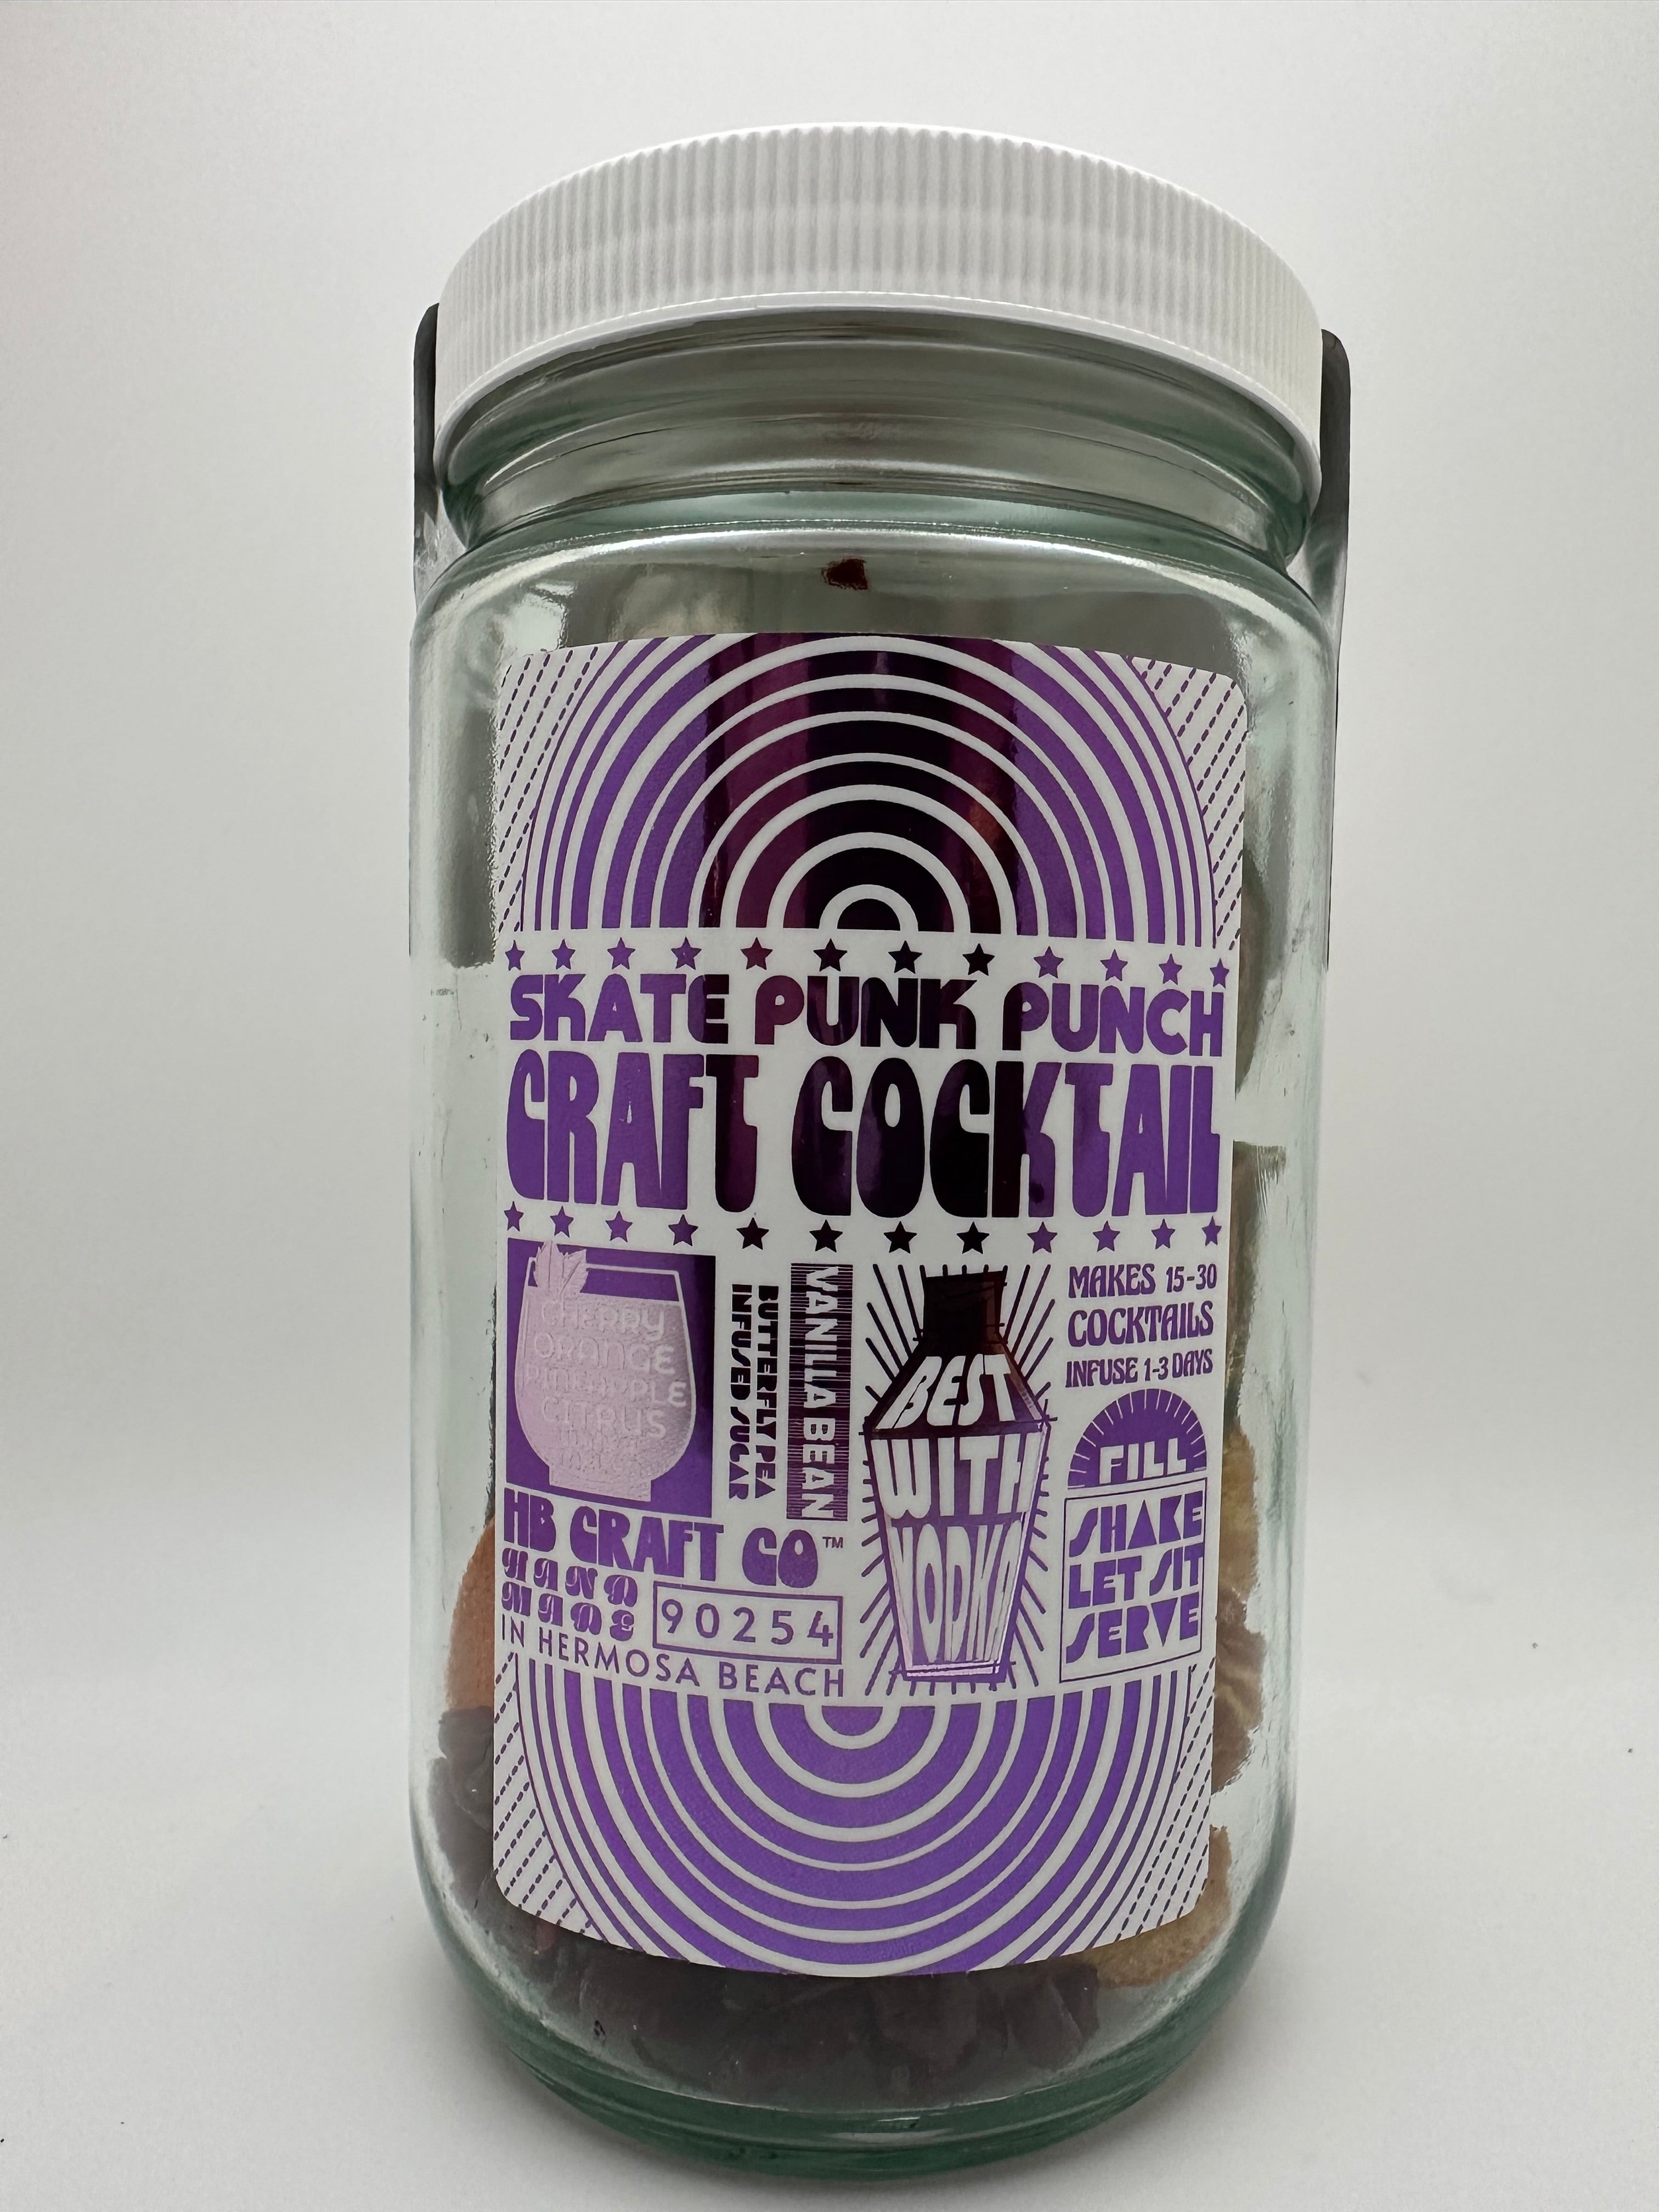 SKATE PUNK PUNCH
CRAFT COCKTAIL
CHERRY
ORANGE
PINEAPPLE
CITRUS
BUTTERFLY PEA
INFUSED SUGAR
VANILLA BEAN
BEST
WITH
VODKA
MAKES 15-30
COCKTAILS
INFUSE 1-3 DAYS
FILL
SHAKE
LET SIT
SERVE
HB CRAFT CO™
HAND
MADE
90254
IN HERMOSA BEACH